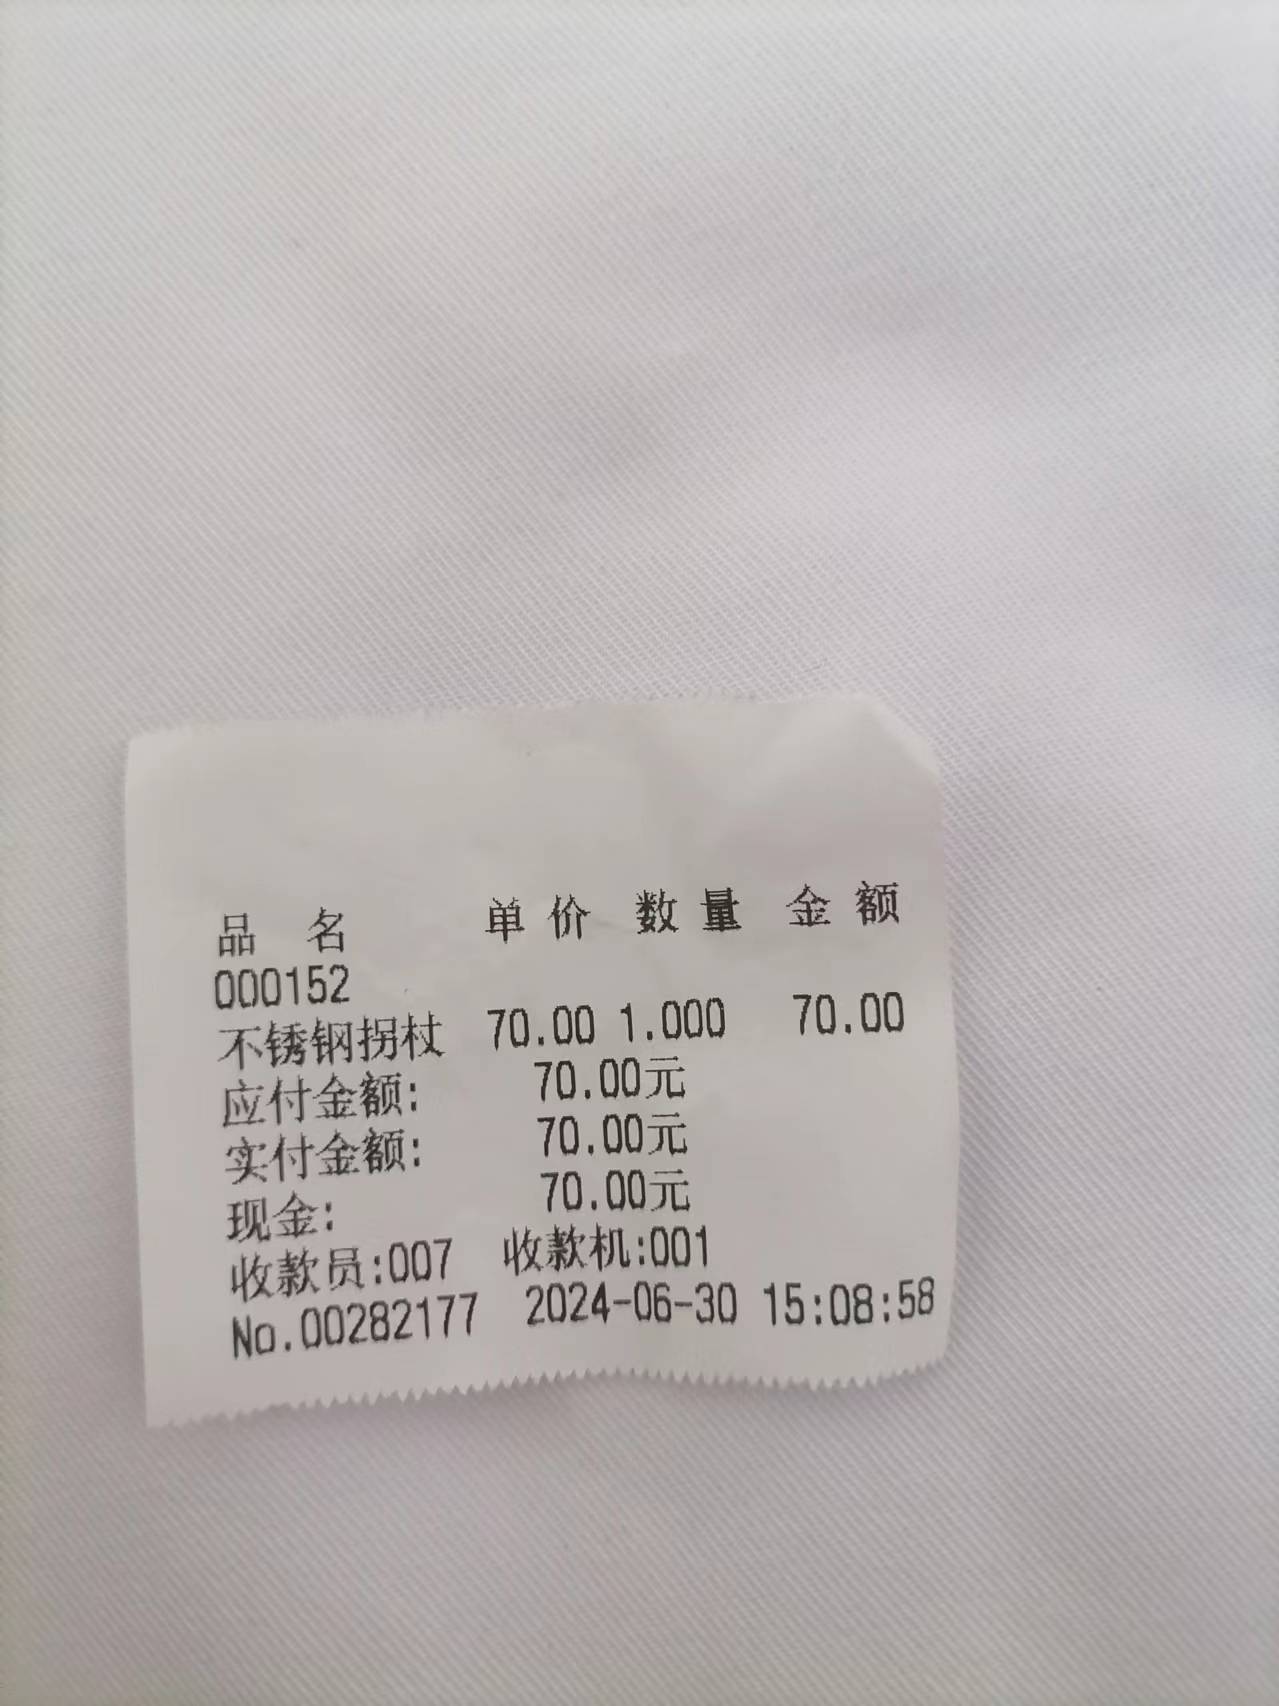 品 名 单价 数量 金额
000152
不锈钢拐杖 70.00 1.000 70.00
应付金额: 70.00元
实付金额: 70.00元
现金: 70.00元
收款员:007 收款机:001
No.00282177 2024-06-30 15:08:58